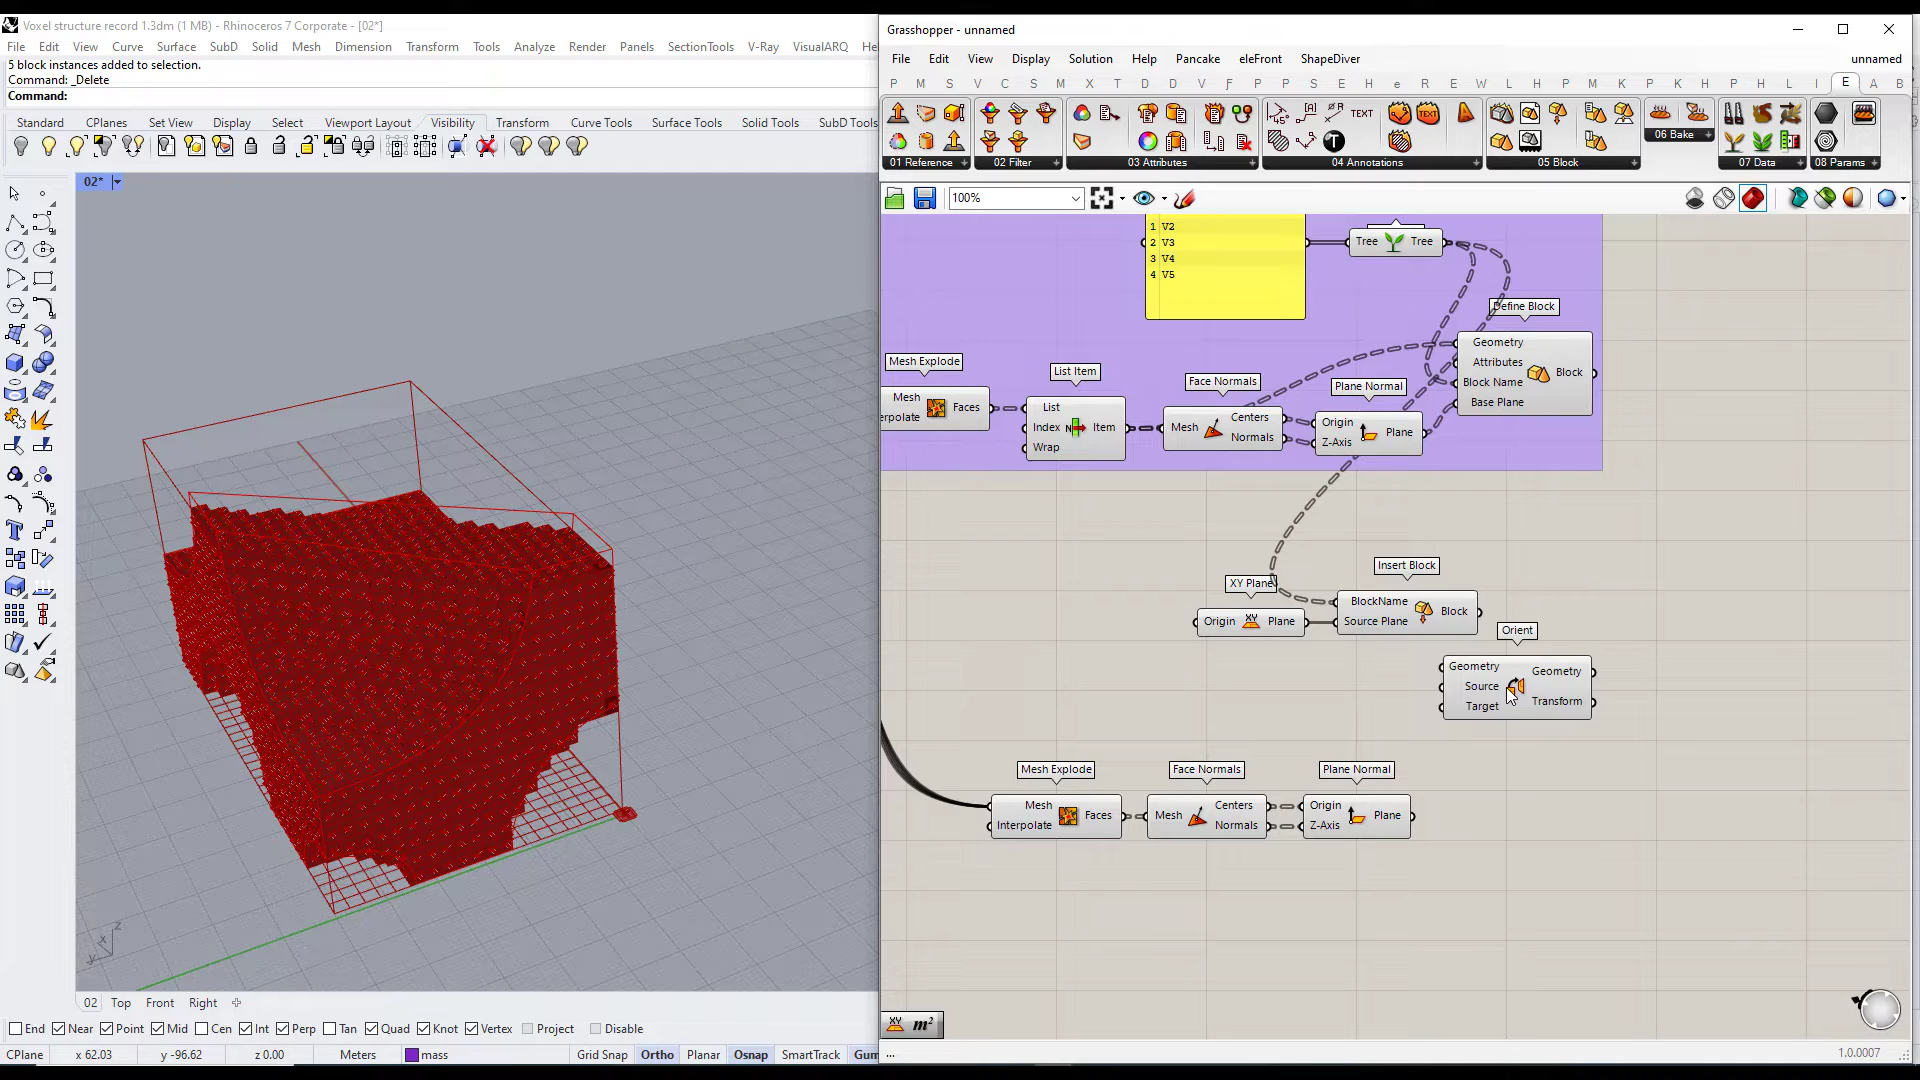 Voxel structure record 1.3dm (1 MB) - Rhinoceros 7 Corporate - [02*]
File Edit View Curve Surface SubD Solid Mesh Dimension Transform Tools Analyze Render Panels SectionTools V-Ray VisualARQ He
5 block instances added to selection.
Command: _Delete
Command:
Standard CPlanes Set View Display Select Viewport Layout Visibility Transform Curve Tools Surface Tools Solid Tools SubD Tools
02*
z
x
y
02 Top Front Right
End Near Point Mid Cen Int Perp Tan Quad Knot Vertex Project Disable
CPlane x 62.03 y -96.62 z 0.00 Meters mass Grid Snap Ortho Planar Osnap SmartTrack Gum
Grasshopper - unnamed
File Edit View Display Solution Help Pancake eleFront ShapeDiver unnamed
P M S V C S M X D D V F P P S E R E W L H P M P H L I E A B
TEXT
TEXT
01 Reference 02 Filter 03 Attributes 04 Annotations 05 Block 06 Bake 07 Data 08 Params
100%
1 V2
2 V3
3 V4
4 V5
Tree Tree
Define Block
Geometry
Attributes
Block Name
Base Plane
Block
Mesh Explode
Mesh
erpolate
Faces
List Item
List
Index
Wrap
Item
Face Normals
Mesh
Centers
Normals
Plane Normal
Origin
Z-Axis
Plane
XY Plane
Origin XY Plane
Insert Block
BlockName
Source Plane
Block
Orient
Geometry
Source
Target
Geometry
Transform
Mesh Explode
Mesh
Interpolate
Faces
Face Normals
Mesh
Centers
Normals
Plane Normal
Origin
Z-Axis
Plane
XY m²
...
1.0.0007